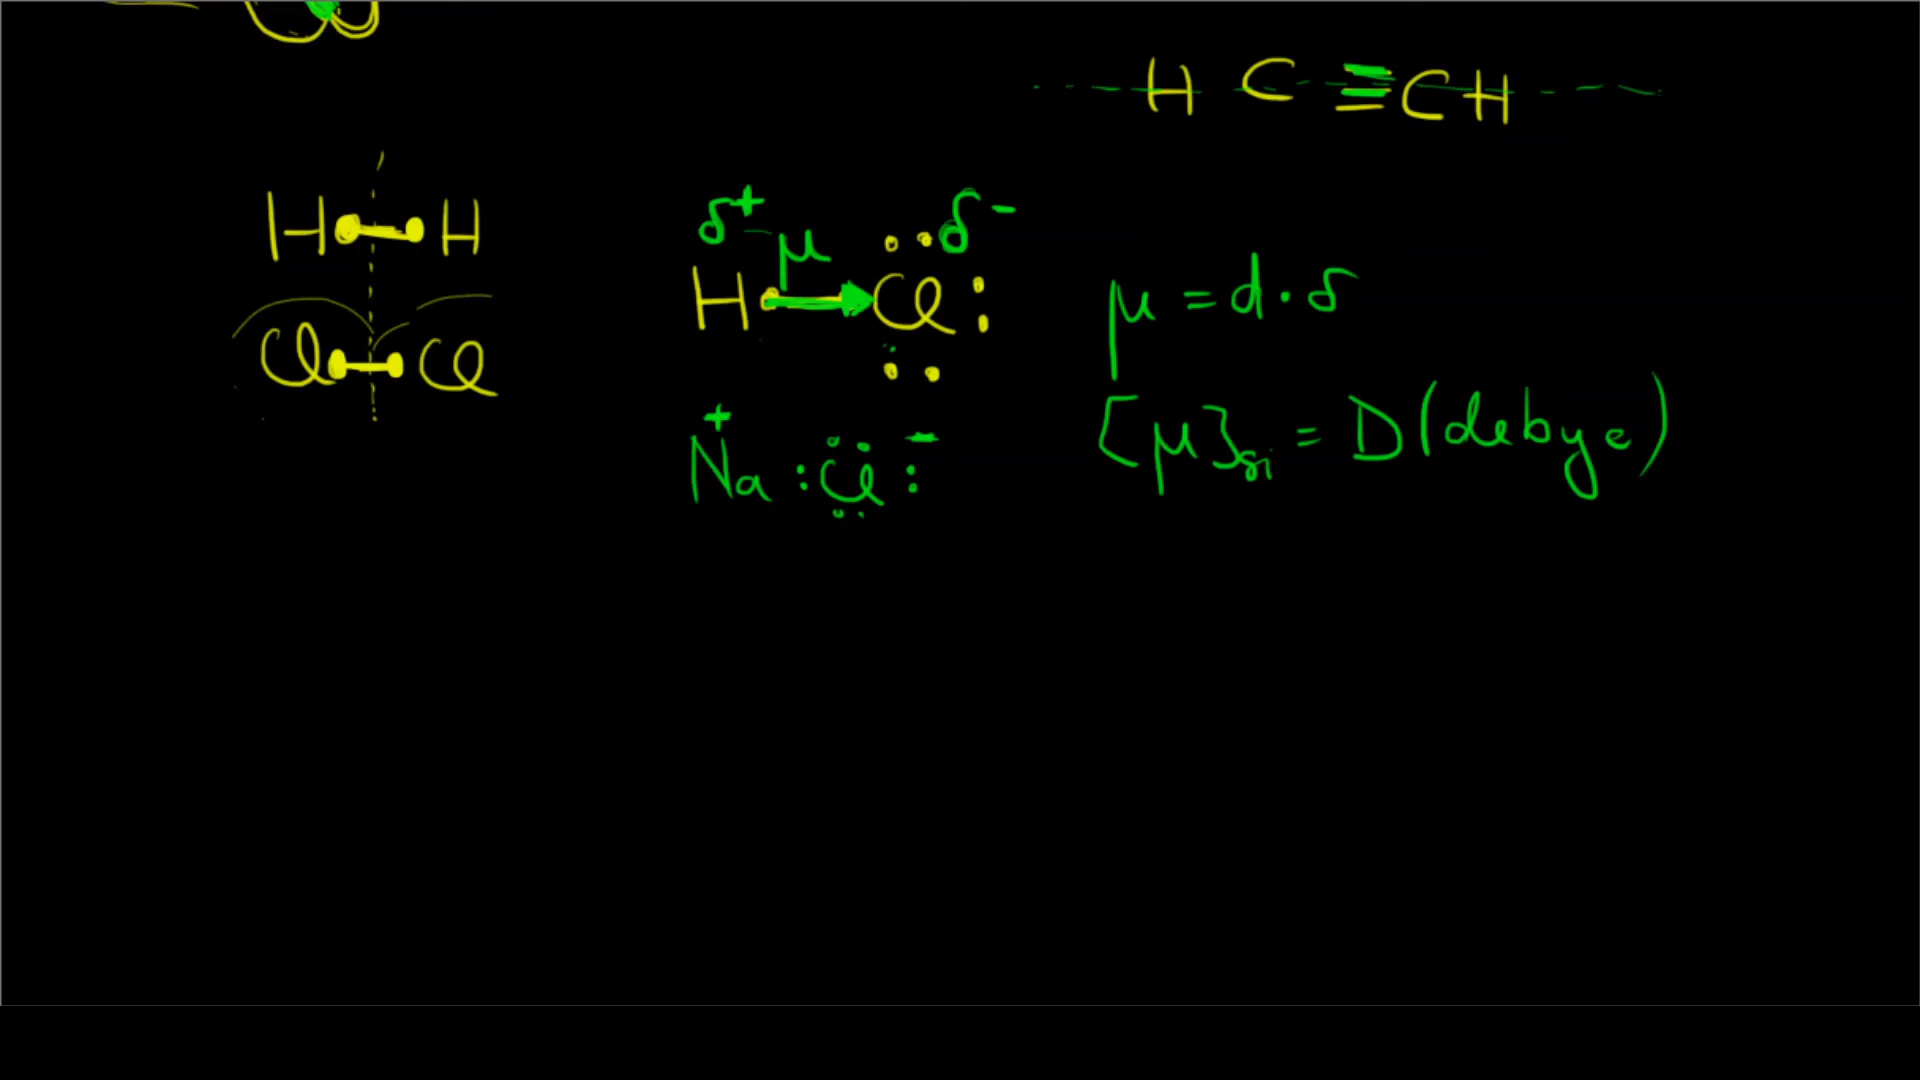 H C ≡ CH
H — H
δ+ δ-
μ
H → Cl
μ = d · δ
Cl — Cl
[μ]si = D (debye)
+ -
Na :Cl: